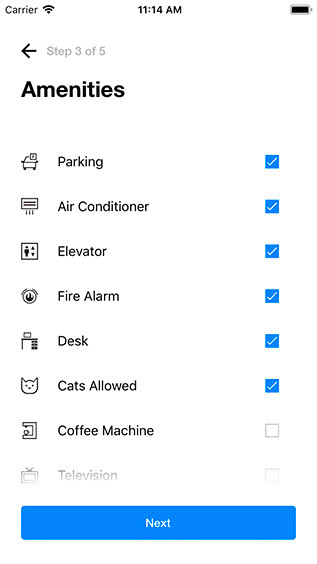 Carrier 11:14 AM
Step 3 of 5
Amenities
Parking
Air Conditioner
Elevator
Fire Alarm
Desk
Cats Allowed
Coffee Machine
Television
Next